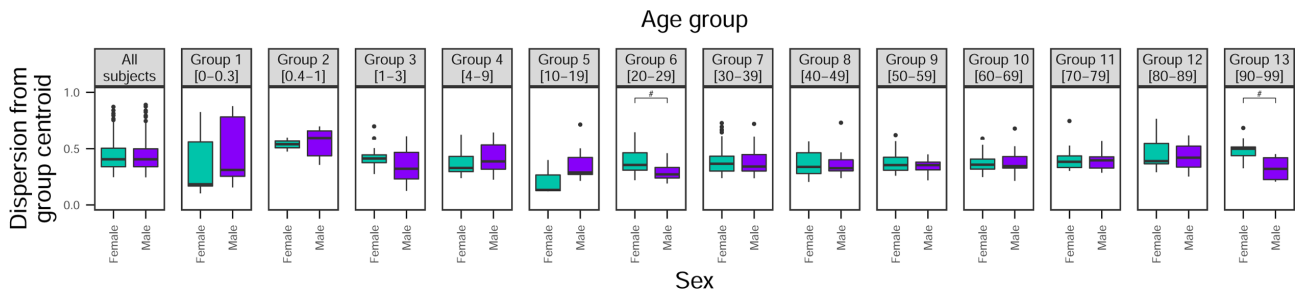 Age group
All subjects
Group 1 [0–0.3]
Group 2 [0.4–1]
Group 3 [1–3]
Group 4 [4–9]
Group 5 [10–19]
Group 6 [20–29]
Group 7 [30–39]
Group 8 [40–49]
Group 9 [50–59]
Group 10 [60–69]
Group 11 [70–79]
Group 12 [80–89]
Group 13 [90–99]
Dispersion from
group centroid
1.0
0.5
0.0
#
#
Female Male
Female Male
Female Male
Female Male
Female Male
Female Male
Female Male
Female Male
Female Male
Female Male
Female Male
Female Male
Female Male
Female Male
Sex